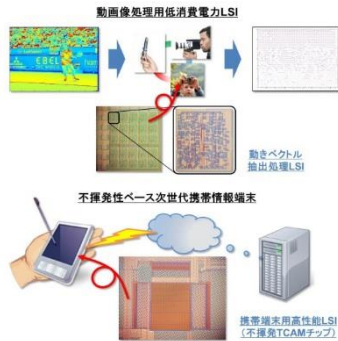 動画像処理用低消費電力LSI
EBEL
動きベクトル
抽出処理LSI
不揮発性ベース次世代携帯情報端末
携帯端末用高性能LSI
(不揮発TCAMチップ)